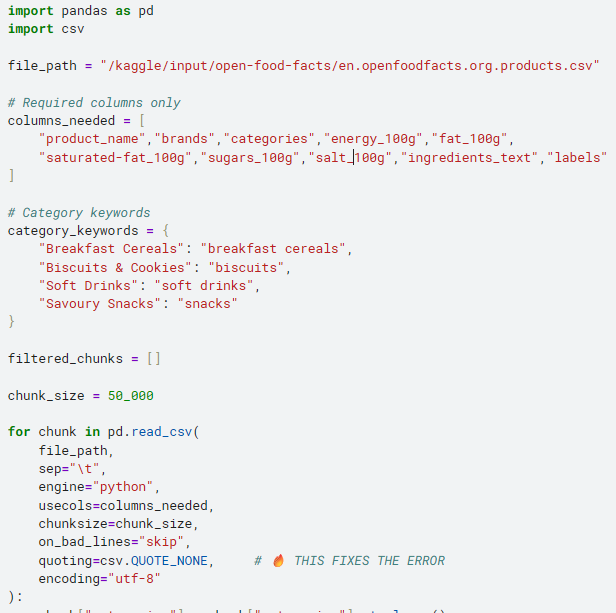 import pandas as pd
import csv
file_path = "/kaggle/input/open-food-facts/en.openfoodfacts.org.products.csv"
# Required columns only
columns_needed = [
    "product_name","brands","categories","energy_100g","fat_100g",
    "saturated-fat_100g","sugars_100g","salt_100g","ingredients_text","labels"
]
# Category keywords
category_keywords = {
    "Breakfast Cereals": "breakfast cereals",
    "Biscuits & Cookies": "biscuits",
    "Soft Drinks": "soft drinks",
    "Savoury Snacks": "snacks"
}
filtered_chunks = []
chunk_size = 50_000
for chunk in pd.read_csv(
    file_path,
    sep="\t",
    engine="python",
    usecols=columns_needed,
    chunksize=chunk_size,
    on_bad_lines="skip",
    quoting=csv.QUOTE_NONE,     # 🔥 THIS FIXES THE ERROR
    encoding="utf-8"
):